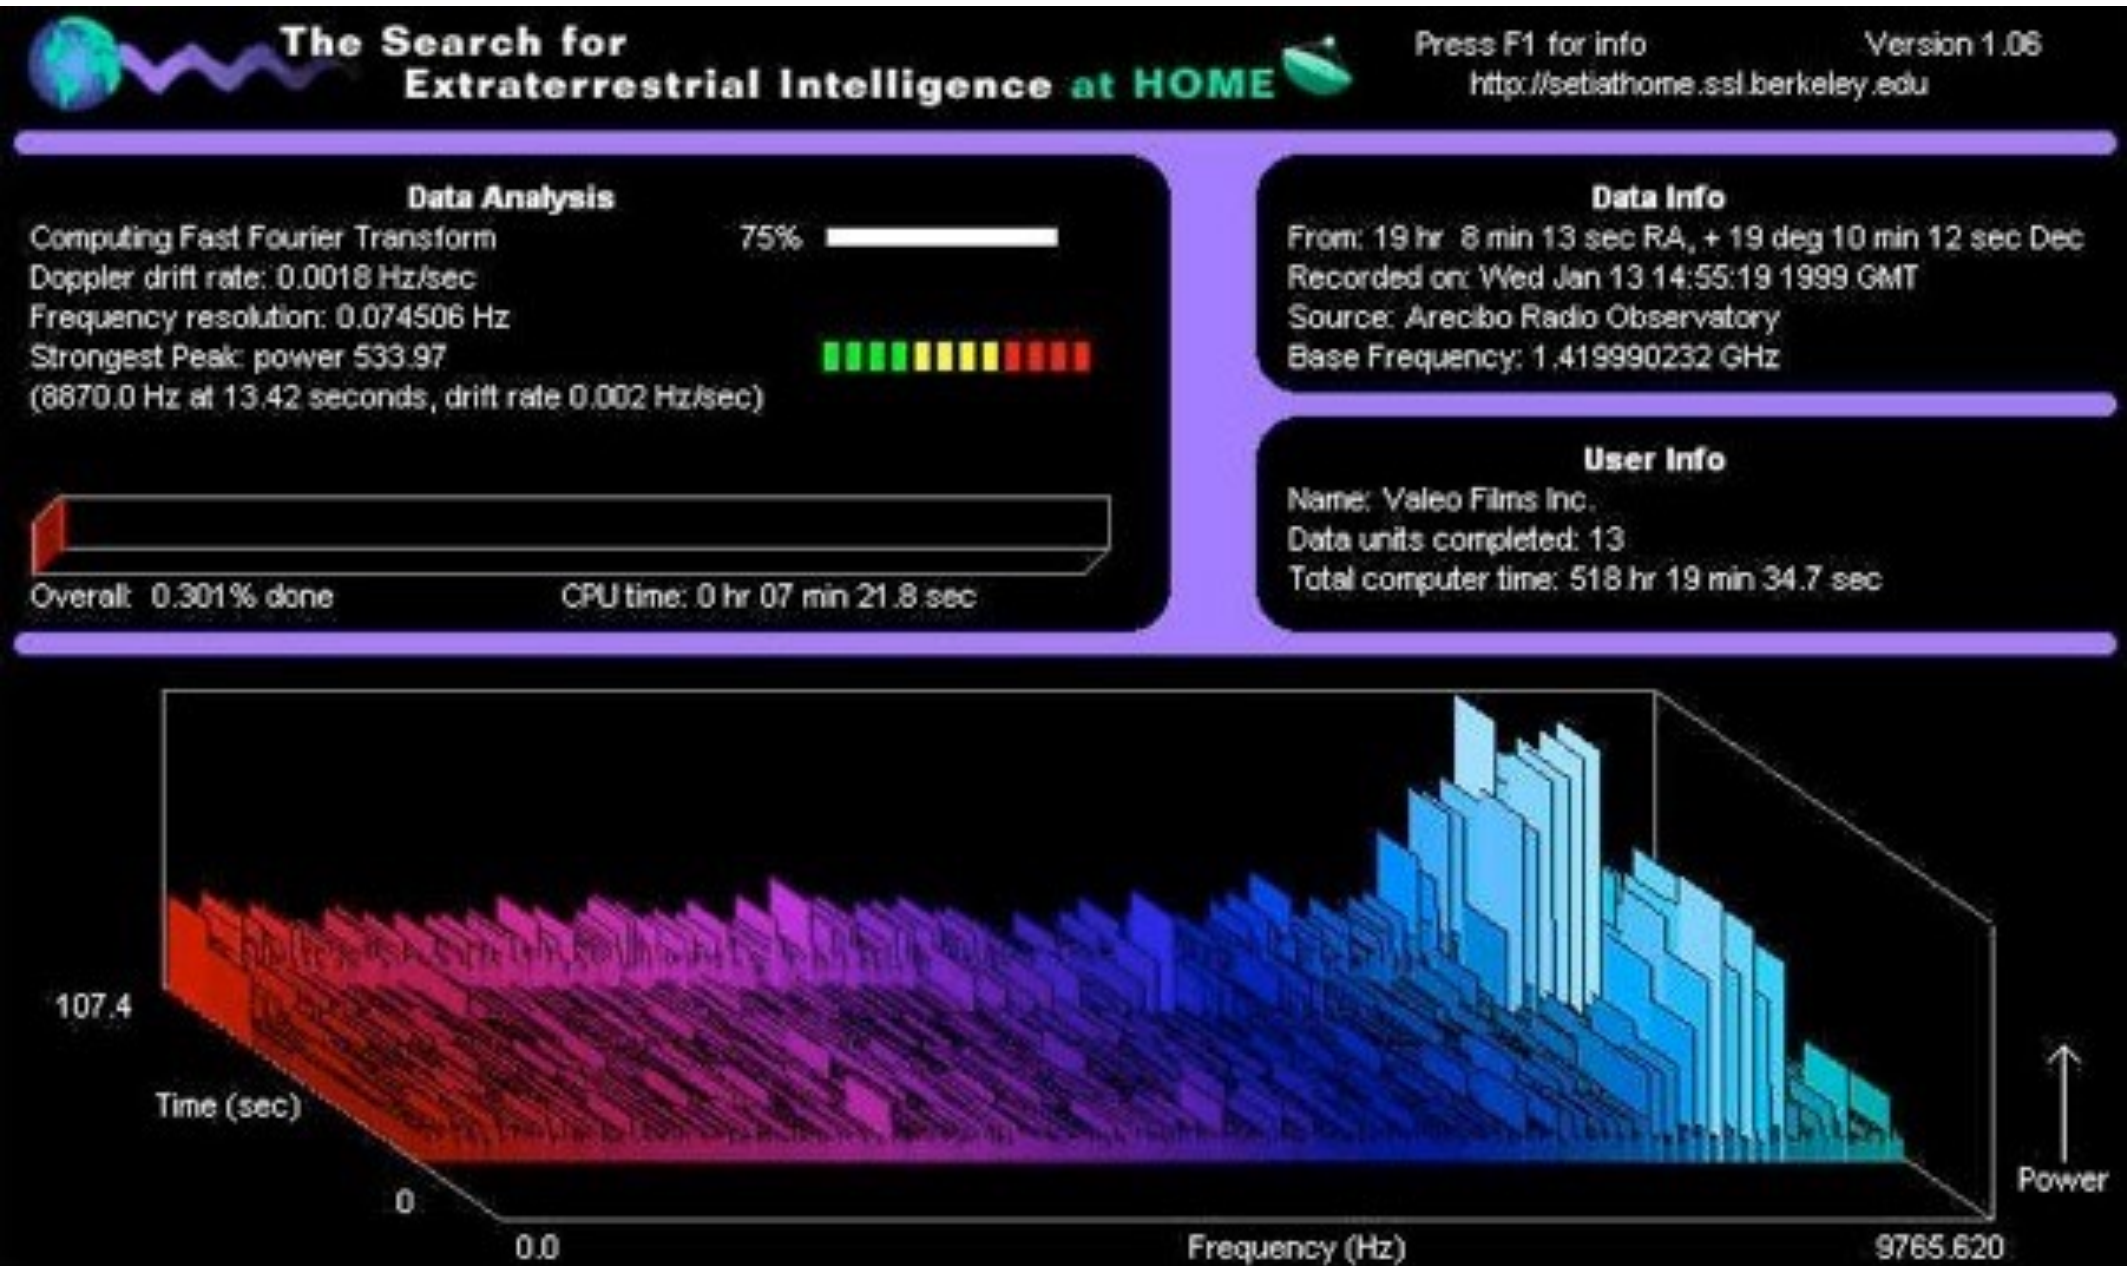 The Search for
Extraterrestrial Intelligence at HOME
Press F1 for info Version 1.06
http://setiathome.ssl.berkeley.edu
Data Analysis
Computing Fast Fourier Transform 75%
Doppler drift rate: 0.0018 Hz/sec
Frequency resolution: 0.074506 Hz
Strongest Peak: power 533.97
(8870.0 Hz at 13.42 seconds, drift rate 0.002 Hz/sec)
Overall: 0.301% done CPU time: 0 hr 07 min 21.8 sec
Data Info
From: 19 hr 8 min 13 sec RA, + 19 deg 10 min 12 sec Dec
Recorded on: Wed Jan 13 14:55:19 1999 GMT
Source: Arecibo Radio Observatory
Base Frequency: 1.419990232 GHz
User Info
Name: Valeo Films Inc.
Data units completed: 13
Total computer time: 518 hr 19 min 34.7 sec
107.4
Time (sec)
0
0.0
Frequency (Hz)
9765.620
Power